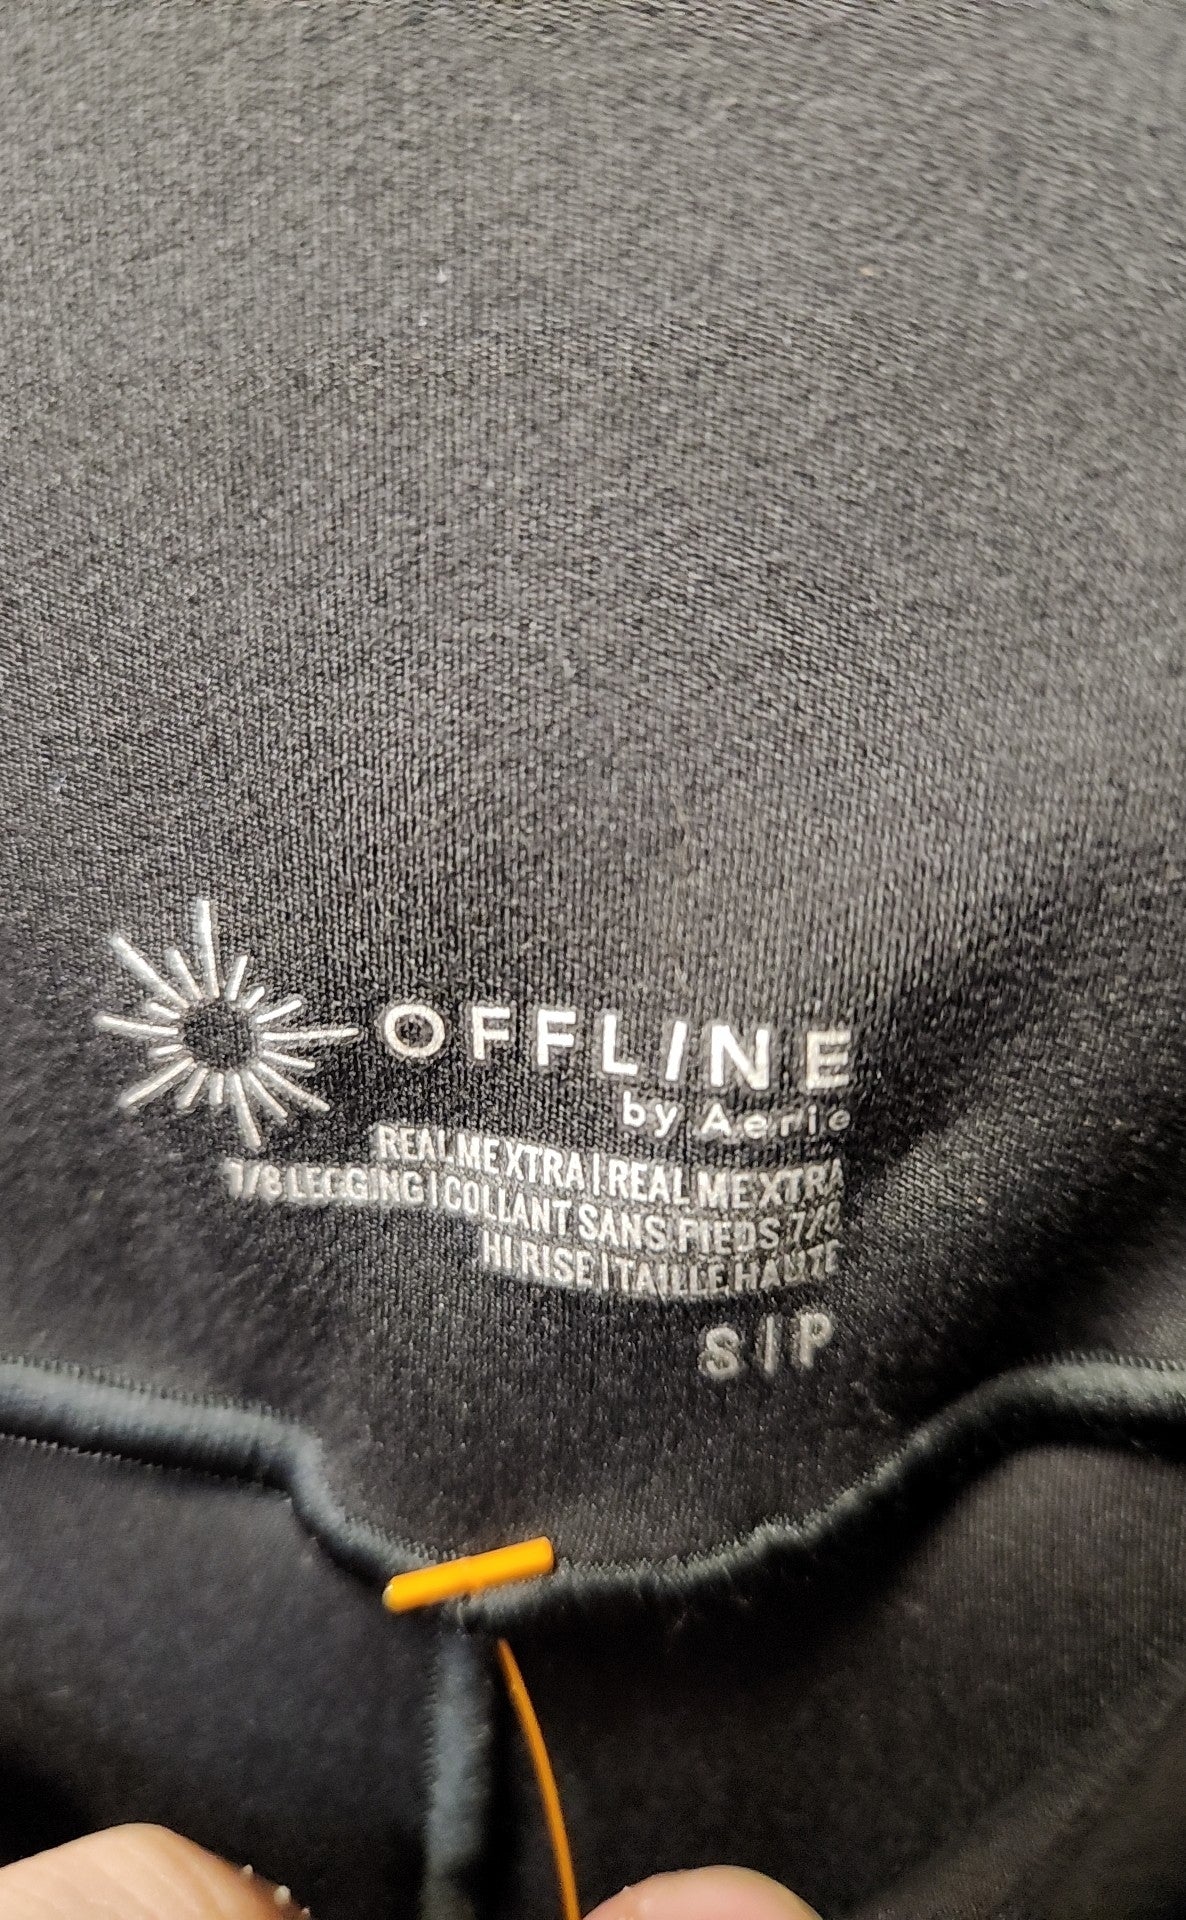 OFFLINE
by Aerie
REAL ME XTRA | REAL ME XTRA
7/8 LEGGING | COLLANT SANS PIEDS 7/8
HI RISE | TAILLE HAUTE
S | P